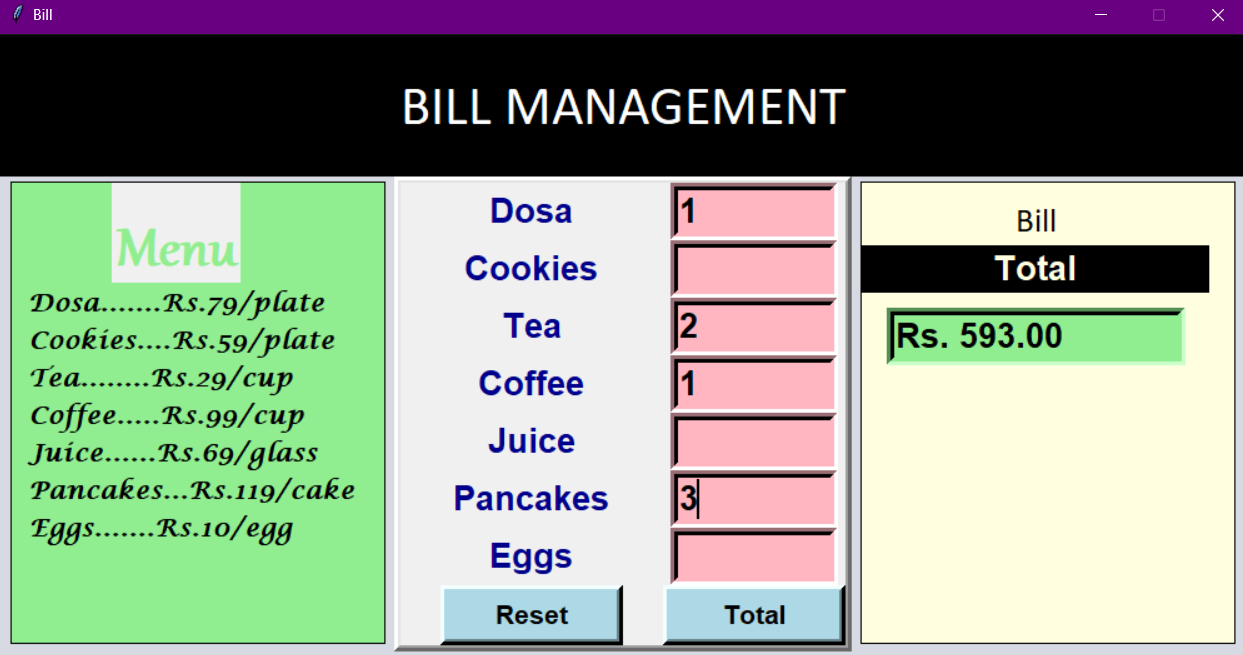 Bill
BILL MANAGEMENT
Menu
Dosa.......Rs.79/plate
Cookies....Rs.59/plate
Tea........Rs.29/cup
Coffee.....Rs.99/cup
Juice......Rs.69/glass
Pancakes...Rs.119/cake
Eggs.......Rs.10/egg
Dosa 1
Cookies
Tea 2
Coffee 1
Juice
Pancakes 3
Eggs
Reset Total
Bill
Total
Rs. 593.00